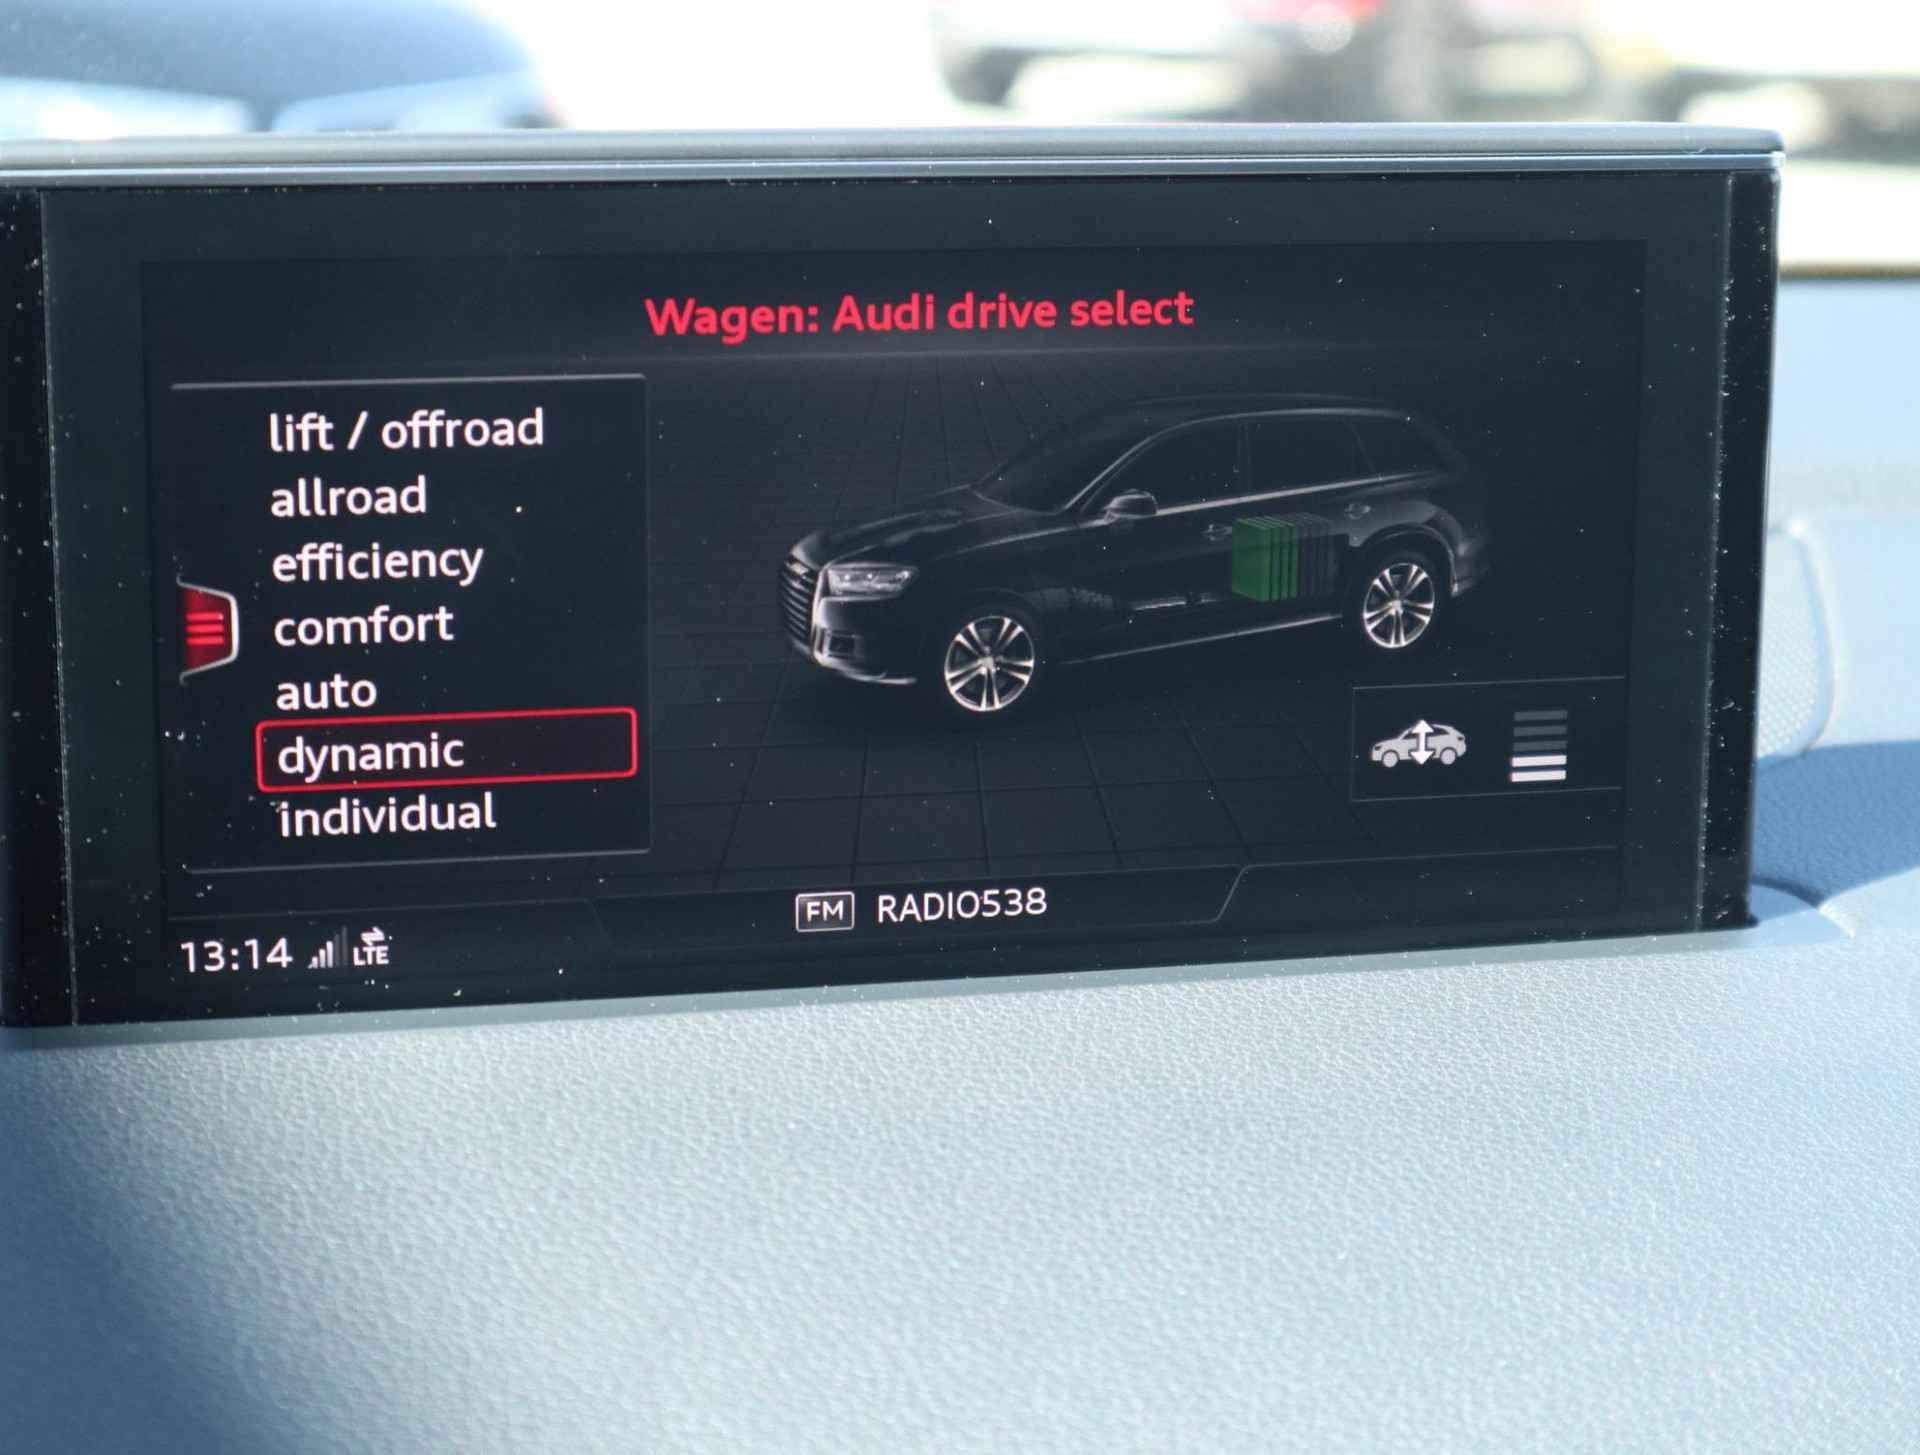 Wagen: Audi drive select
lift / offroad
allroad
efficiency
comfort
auto
dynamic
individual
FM RADIO538
13:14 LTE